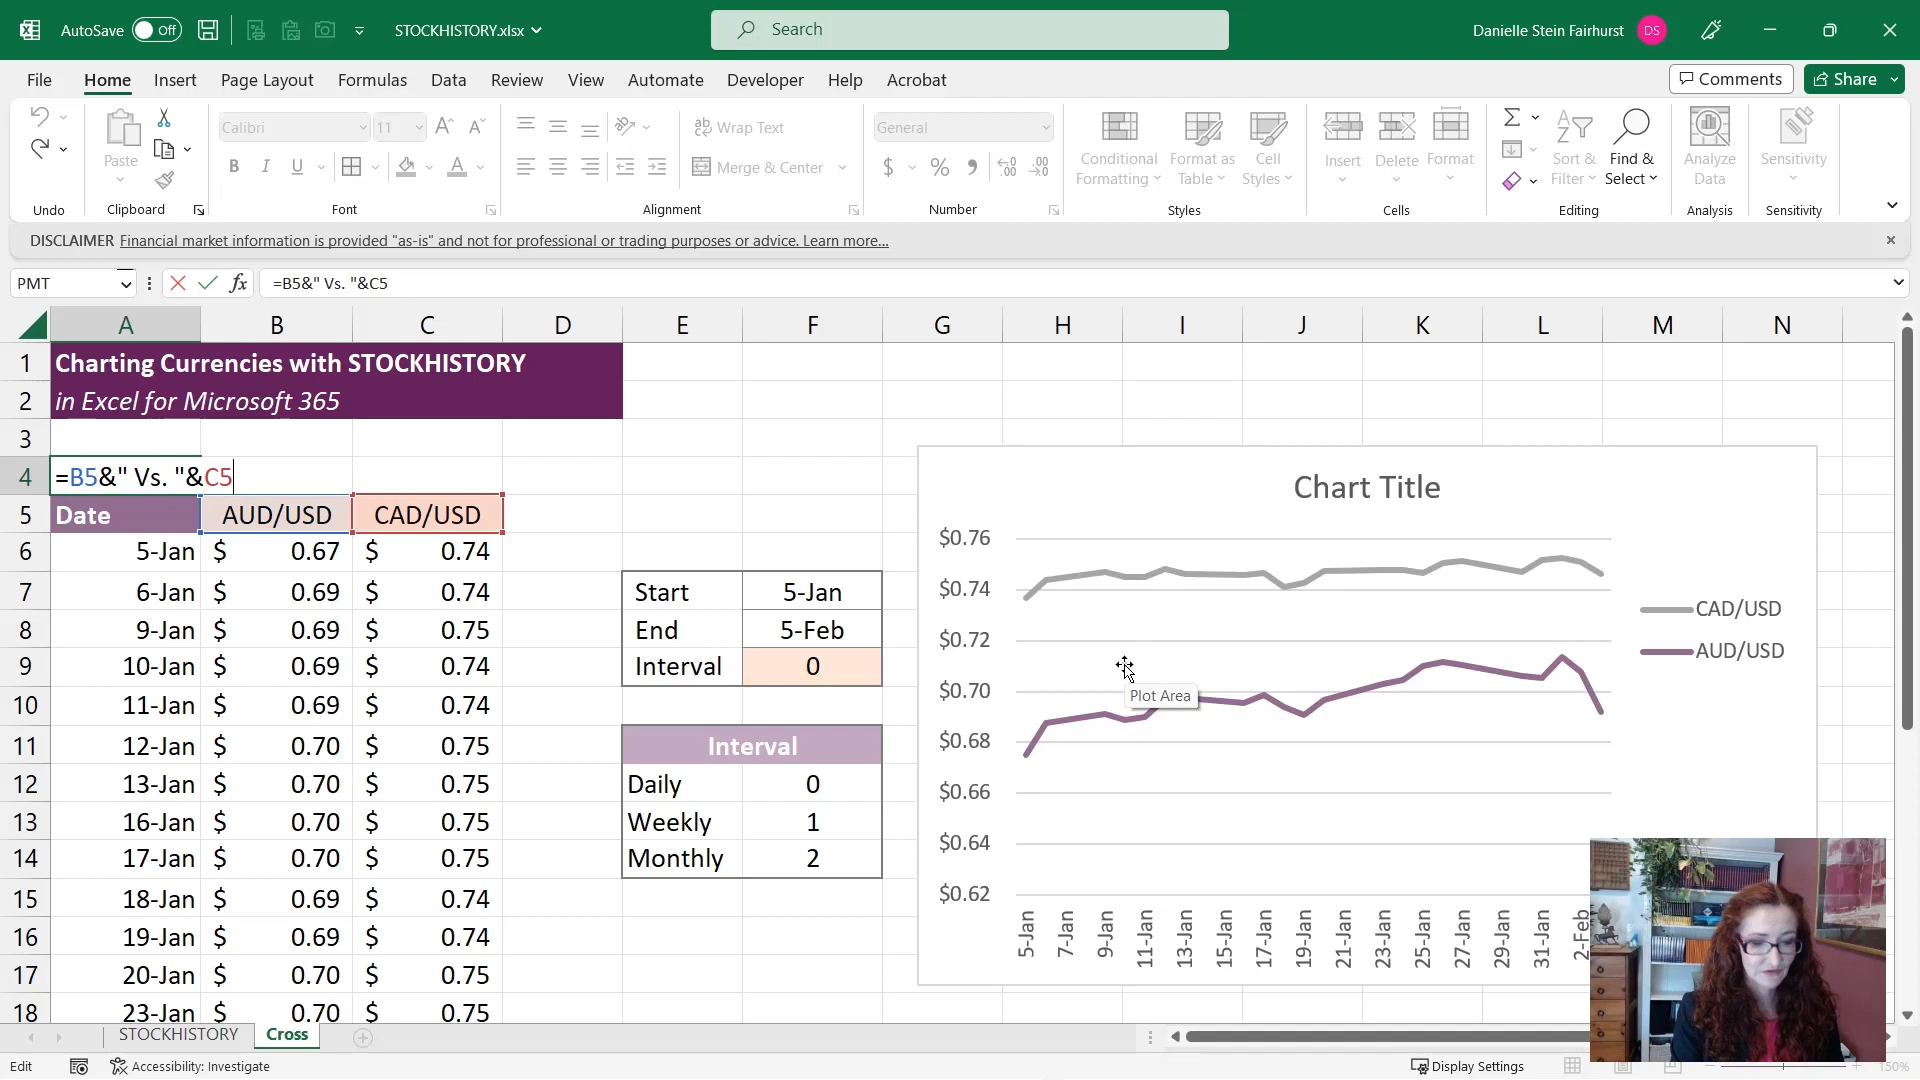 AutoSave Off STOCKHISTORY.xlsx Search Danielle Stein Fairhurst DS
File Home Insert Page Layout Formulas Data Review View Automate Developer Help Acrobat Comments Share
Calibri 11 Wrap Text General
Paste B I U Merge & Center $ % Conditional Formatting Format as Table Cell Styles Insert Delete Format Sort & Filter Find & Select Analyze Data Sensitivity
Undo Clipboard Font Alignment Number Styles Cells Editing Analysis Sensitivity
DISCLAIMER Financial market information is provided "as-is" and not for professional or trading purposes or advice. Learn more...
PMT fx =B5&" Vs. "&C5
A B C D E F G H I J K L M N
1 Charting Currencies with STOCKHISTORY
2 in Excel for Microsoft 365
3
4 =B5&" Vs. "&C5
5 Date AUD/USD CAD/USD
6 5-Jan $ 0.67 $ 0.74
7 6-Jan $ 0.69 $ 0.74 Start 5-Jan
8 9-Jan $ 0.69 $ 0.75 End 5-Feb
9 10-Jan $ 0.69 $ 0.74 Interval 0
10 11-Jan $ 0.69 $ 0.74
11 12-Jan $ 0.70 $ 0.75 Interval
12 13-Jan $ 0.70 $ 0.75 Daily 0
13 16-Jan $ 0.70 $ 0.75 Weekly 1
14 17-Jan $ 0.70 $ 0.75 Monthly 2
15 18-Jan $ 0.69 $ 0.74
16 19-Jan $ 0.69 $ 0.74
17 20-Jan $ 0.70 $ 0.75
18 23-Jan $ 0.70 $ 0.75
Chart Title
$0.76
$0.74
$0.72
$0.70
$0.68
$0.66
$0.64
$0.62
CAD/USD
AUD/USD
Plot Area
5-Jan 7-Jan 9-Jan 11-Jan 13-Jan 15-Jan 17-Jan 19-Jan 21-Jan 23-Jan 25-Jan 27-Jan 29-Jan 31-Jan 2-Feb
STOCKHISTORY Cross
Edit Accessibility: Investigate Display Settings 150%